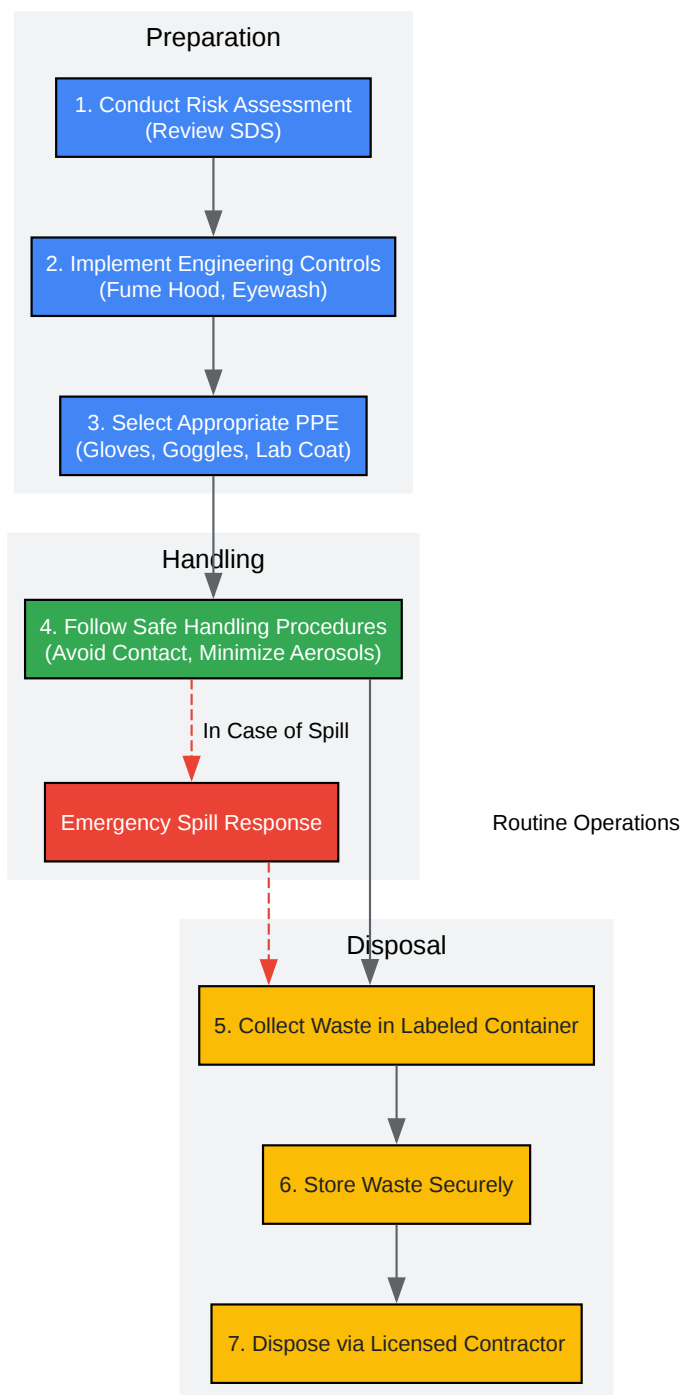 Preparation
1. Conduct Risk Assessment
(Review SDS)
2. Implement Engineering Controls
(Fume Hood, Eyewash)
3. Select Appropriate PPE
(Gloves, Goggles, Lab Coat)
Handling
4. Follow Safe Handling Procedures
(Avoid Contact, Minimize Aerosols)
In Case of Spill
Emergency Spill Response
Routine Operations
Disposal
5. Collect Waste in Labeled Container
6. Store Waste Securely
7. Dispose via Licensed Contractor